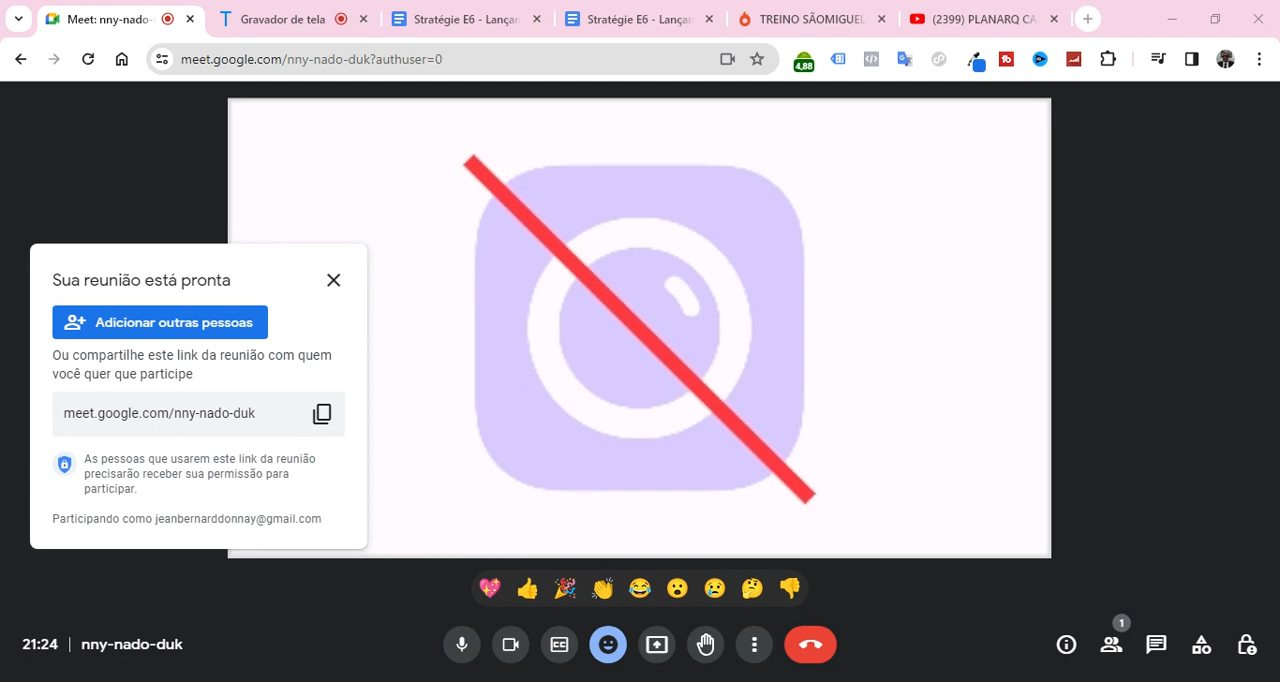 Meet: nny-nado-
Gravador de tela
Stratégie E6 - Lançan
Stratégie E6 - Lançan
TREINO SÃOMIGUEL
(2399) PLANARQ CA
meet.google.com/nny-nado-duk?authuser=0
4,88
Sua reunião está pronta
Adicionar outras pessoas
Ou compartilhe este link da reunião com quem
você quer que participe
meet.google.com/nny-nado-duk
As pessoas que usarem este link da reunião
precisarão receber sua permissão para
participar.
Participando como jeanbernarddonnay@gmail.com
21:24
nny-nado-duk
1